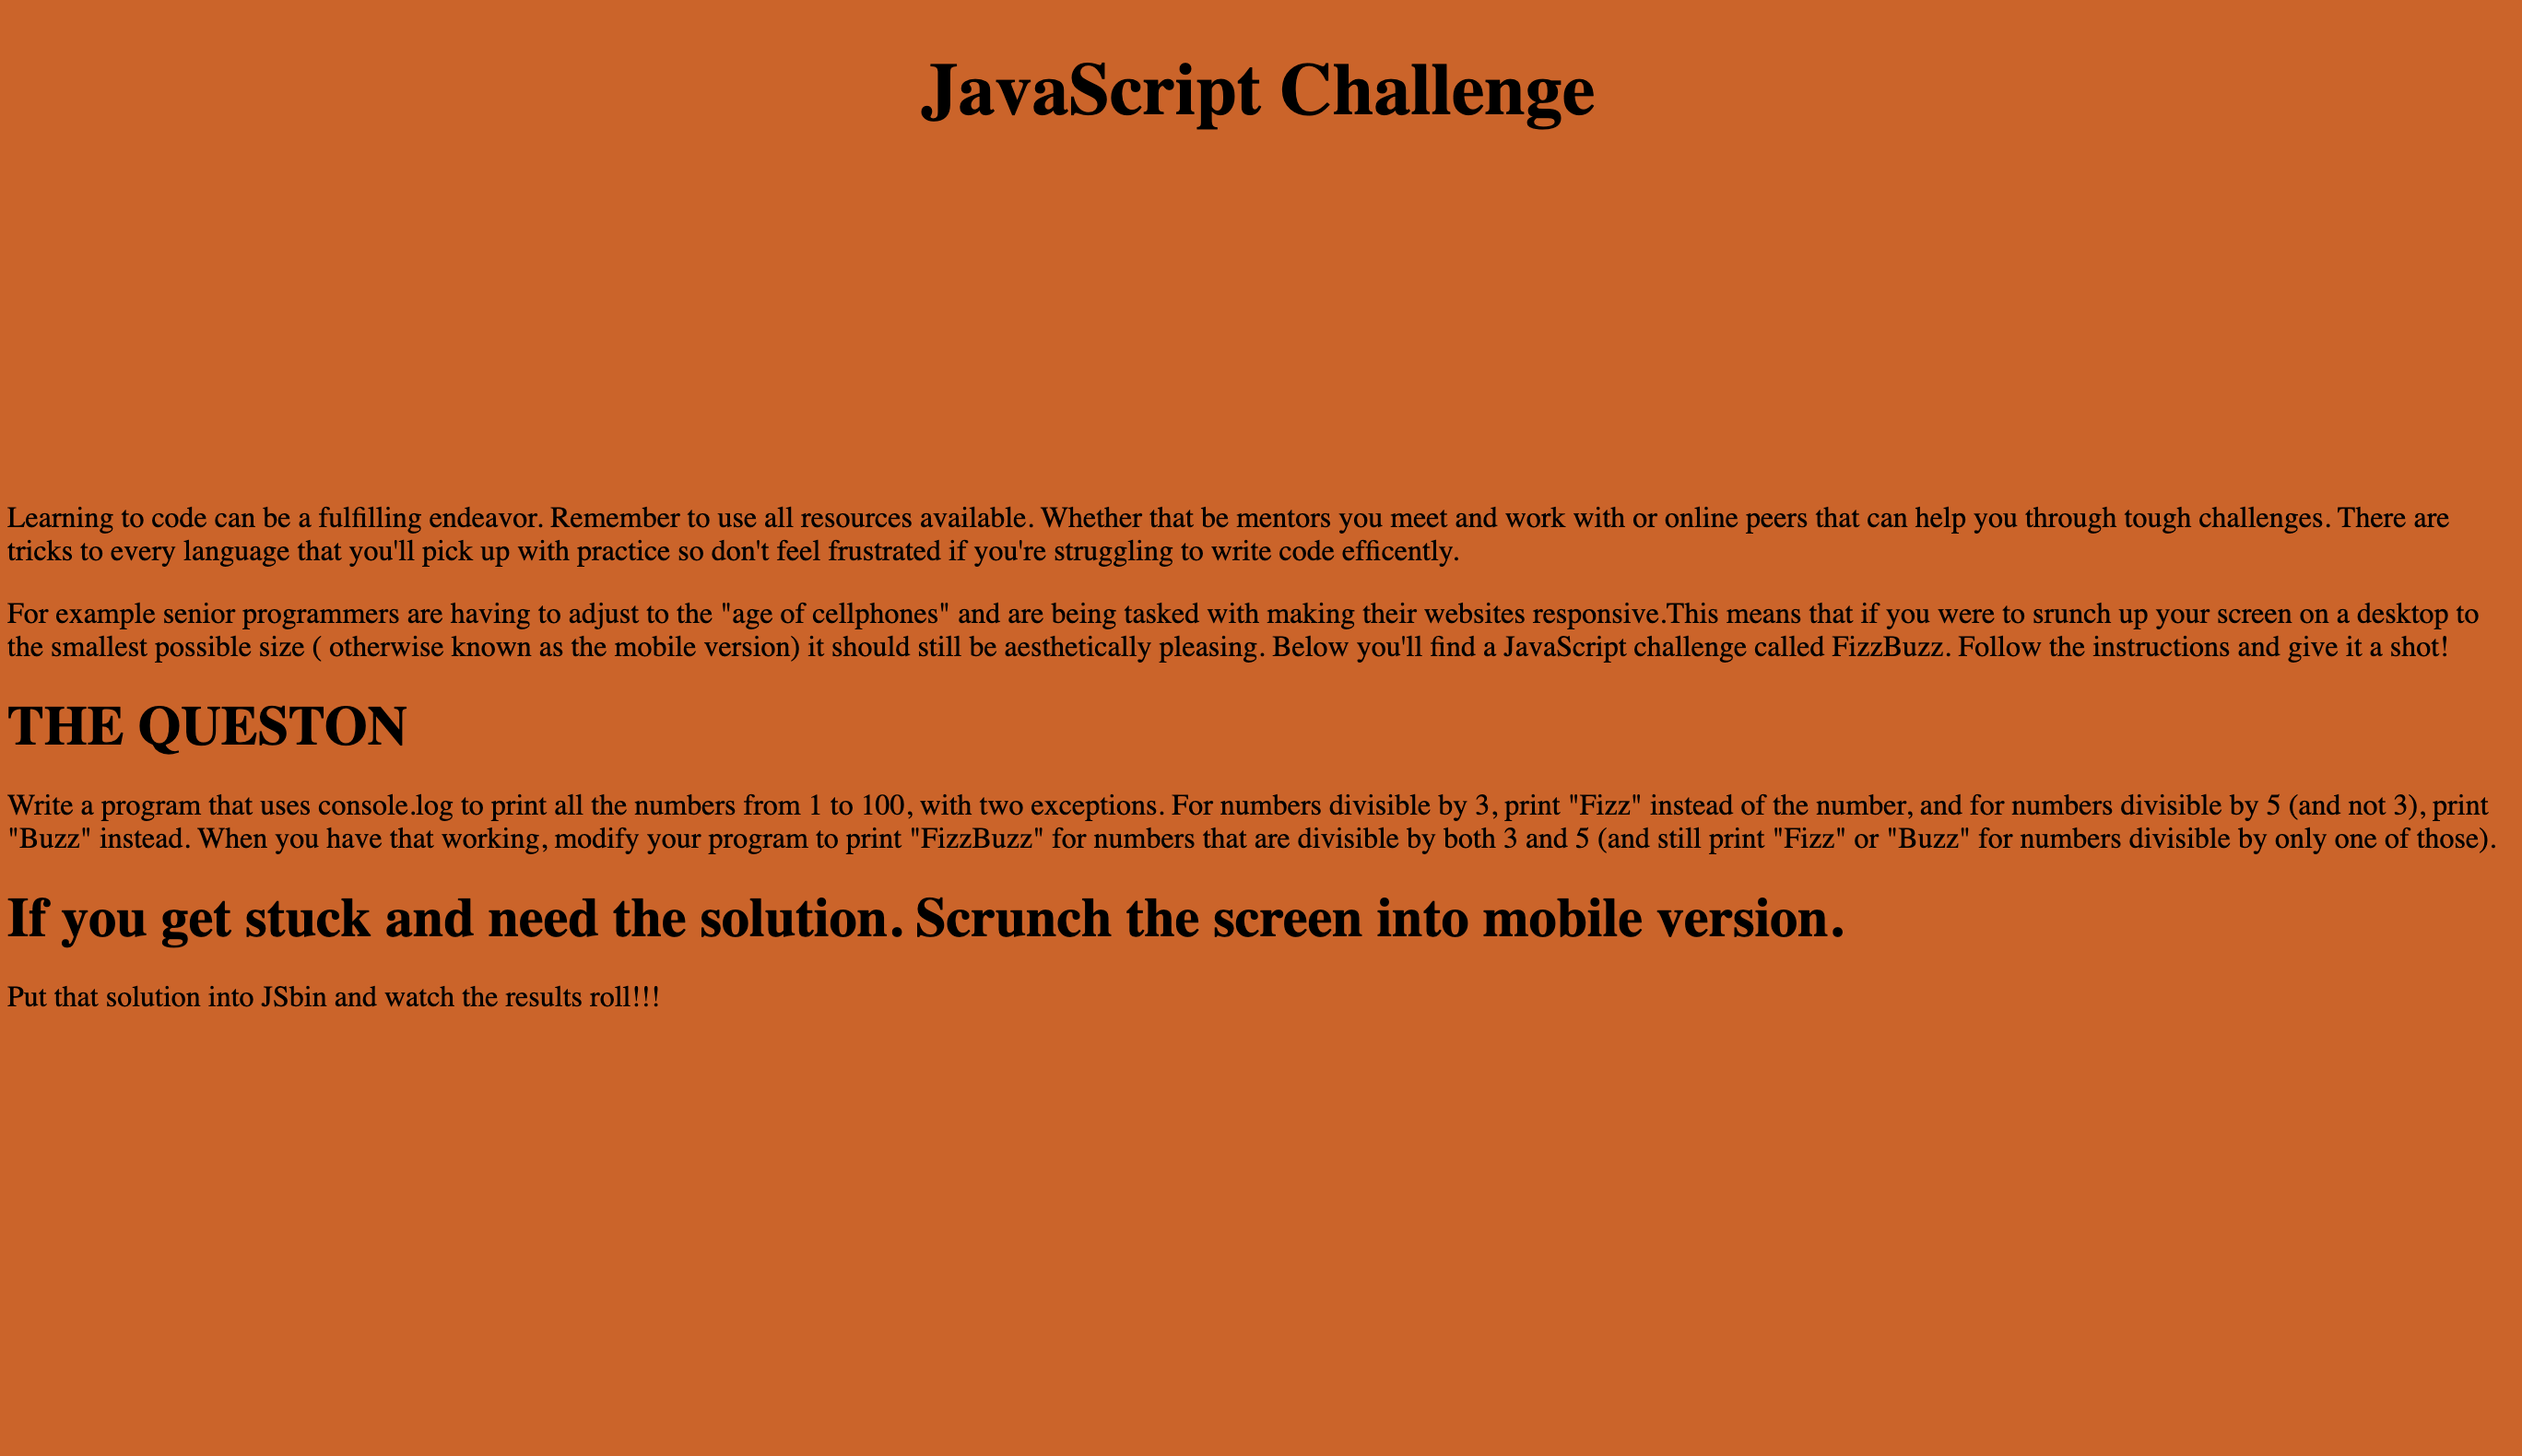 JavaScript Challenge
Learning to code can be a fulfilling endeavor. Remember to use all resources available. Whether that be mentors you meet and work with or online peers that can help you through tough challenges. There are
tricks to every language that you'll pick up with practice so don't feel frustrated if you're struggling to write code efficently.
For example senior programmers are having to adjust to the "age of cellphones" and are being tasked with making their websites responsive.This means that if you were to srunch up your screen on a desktop to
the smallest possible size ( otherwise known as the mobile version) it should still be aesthetically pleasing. Below you'll find a JavaScript challenge called FizzBuzz. Follow the instructions and give it a shot!
THE QUESTON
Write a program that uses console.log to print all the numbers from 1 to 100, with two exceptions. For numbers divisible by 3, print "Fizz" instead of the number, and for numbers divisible by 5 (and not 3), print
"Buzz" instead. When you have that working, modify your program to print "FizzBuzz" for numbers that are divisible by both 3 and 5 (and still print "Fizz" or "Buzz" for numbers divisible by only one of those).
If you get stuck and need the solution. Scrunch the screen into mobile version.
Put that solution into JSbin and watch the results roll!!!